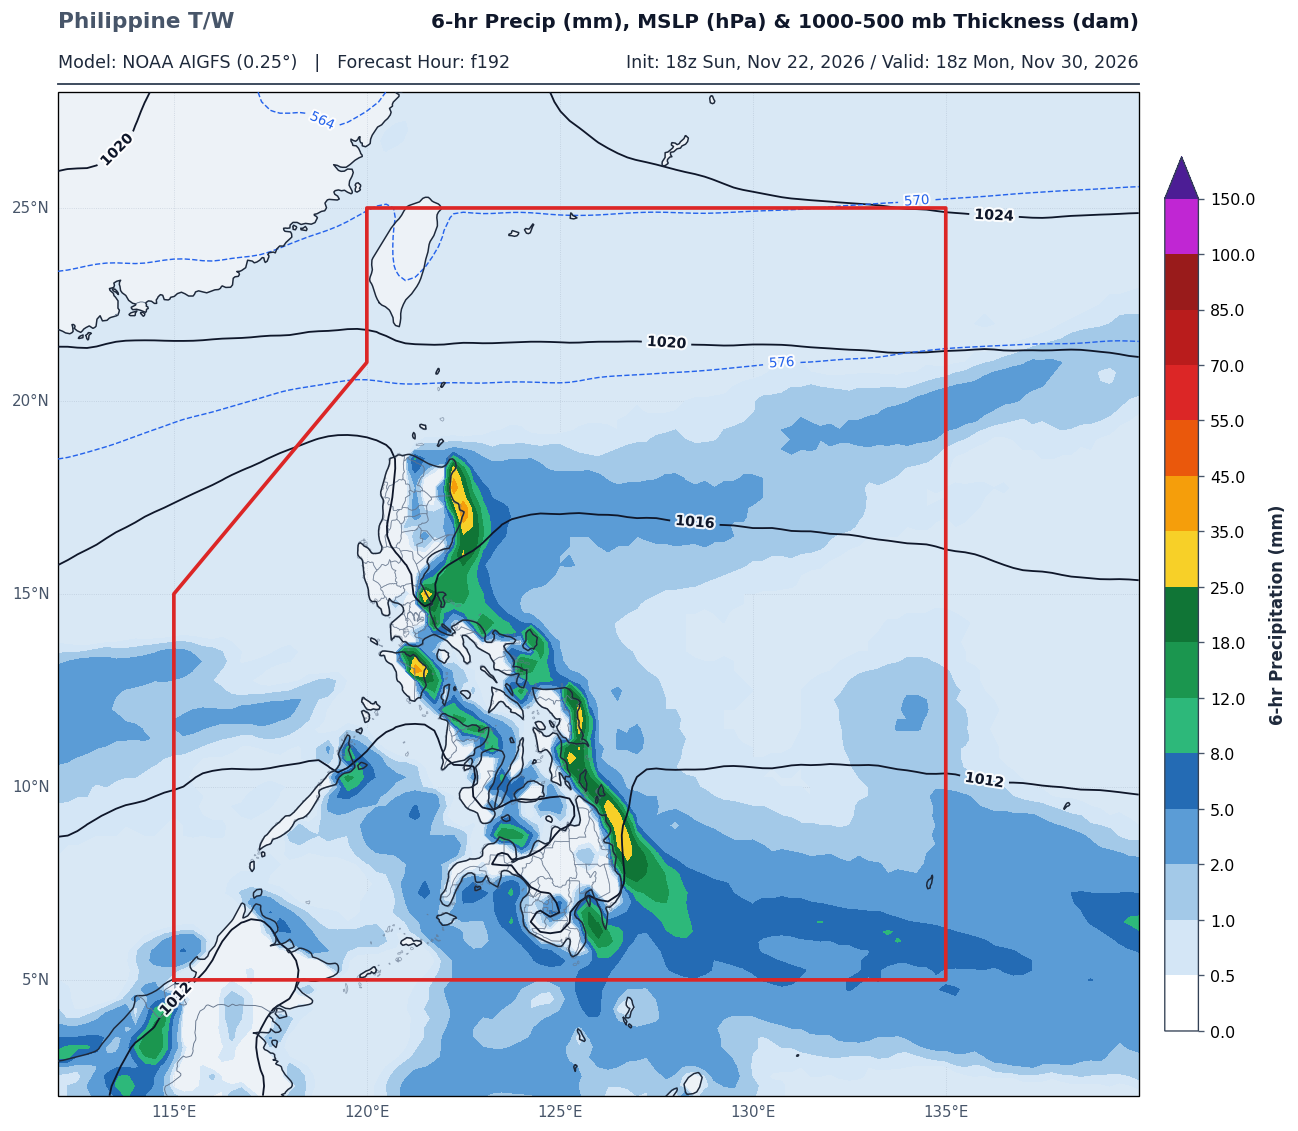 Philippine T/W
6-hr Precip (mm), MSLP (hPa) & 1000-500 mb Thickness (dam)
Model: NOAA AIGFS (0.25°) | Forecast Hour: f192
Init: 18z Sun, Nov 22, 2026 / Valid: 18z Mon, Nov 30, 2026
564
1020
570
1024
1020
576
1016
1012
1012
25°N
20°N
15°N
10°N
5°N
115°E
120°E
125°E
130°E
135°E
150.0
100.0
85.0
70.0
55.0
45.0
35.0
25.0
18.0
12.0
8.0
5.0
2.0
1.0
0.5
0.0
6-hr Precipitation (mm)